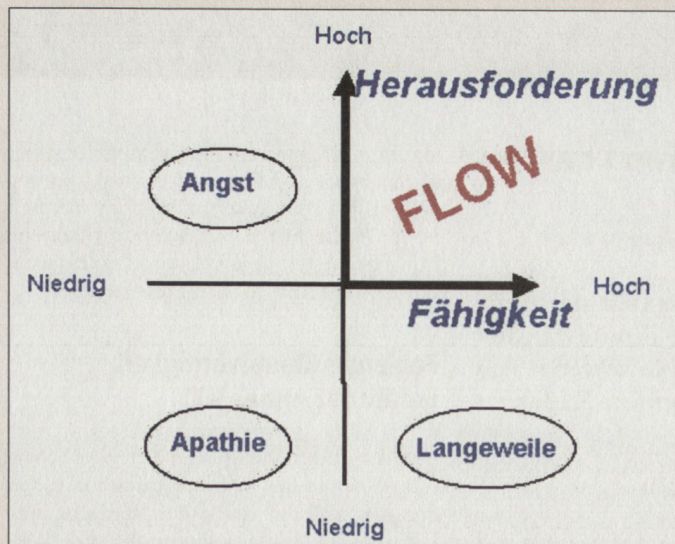 Hoch
Herausforderung
FLOW
Angst
Niedrig
Hoch
Fähigkeit
Apathie
Langeweile
Niedrig